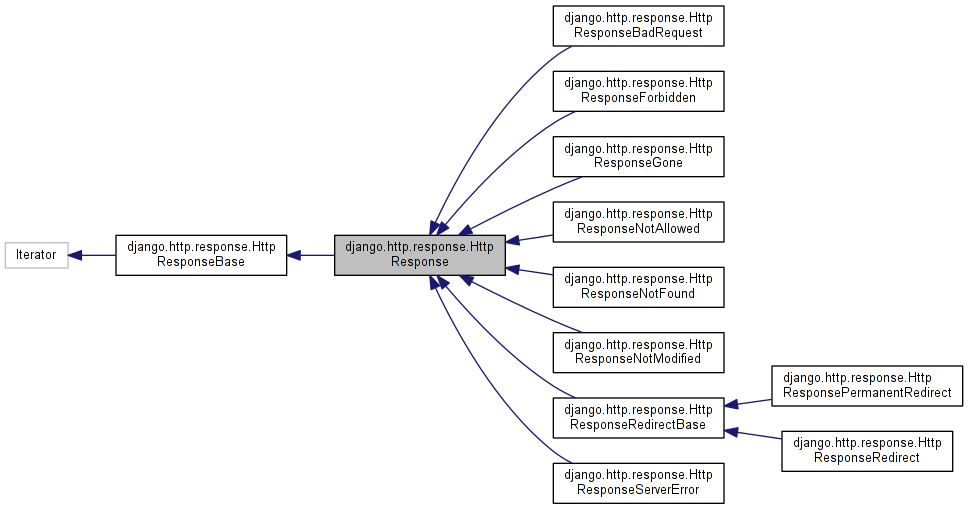 django.http.response.Http
ResponseBadRequest
django.http.response.Http
ResponseForbidden
django.http.response.Http
ResponseGone
django.http.response.Http
ResponseNotAllowed
Iterator
django.http.response.Http
ResponseBase
django.http.response.Http
Response
django.http.response.Http
ResponseNotFound
django.http.response.Http
ResponseNotModified
django.http.response.Http
ResponseRedirectBase
django.http.response.Http
ResponsePermanentRedirect
django.http.response.Http
ResponseRedirect
django.http.response.Http
ResponseServerError